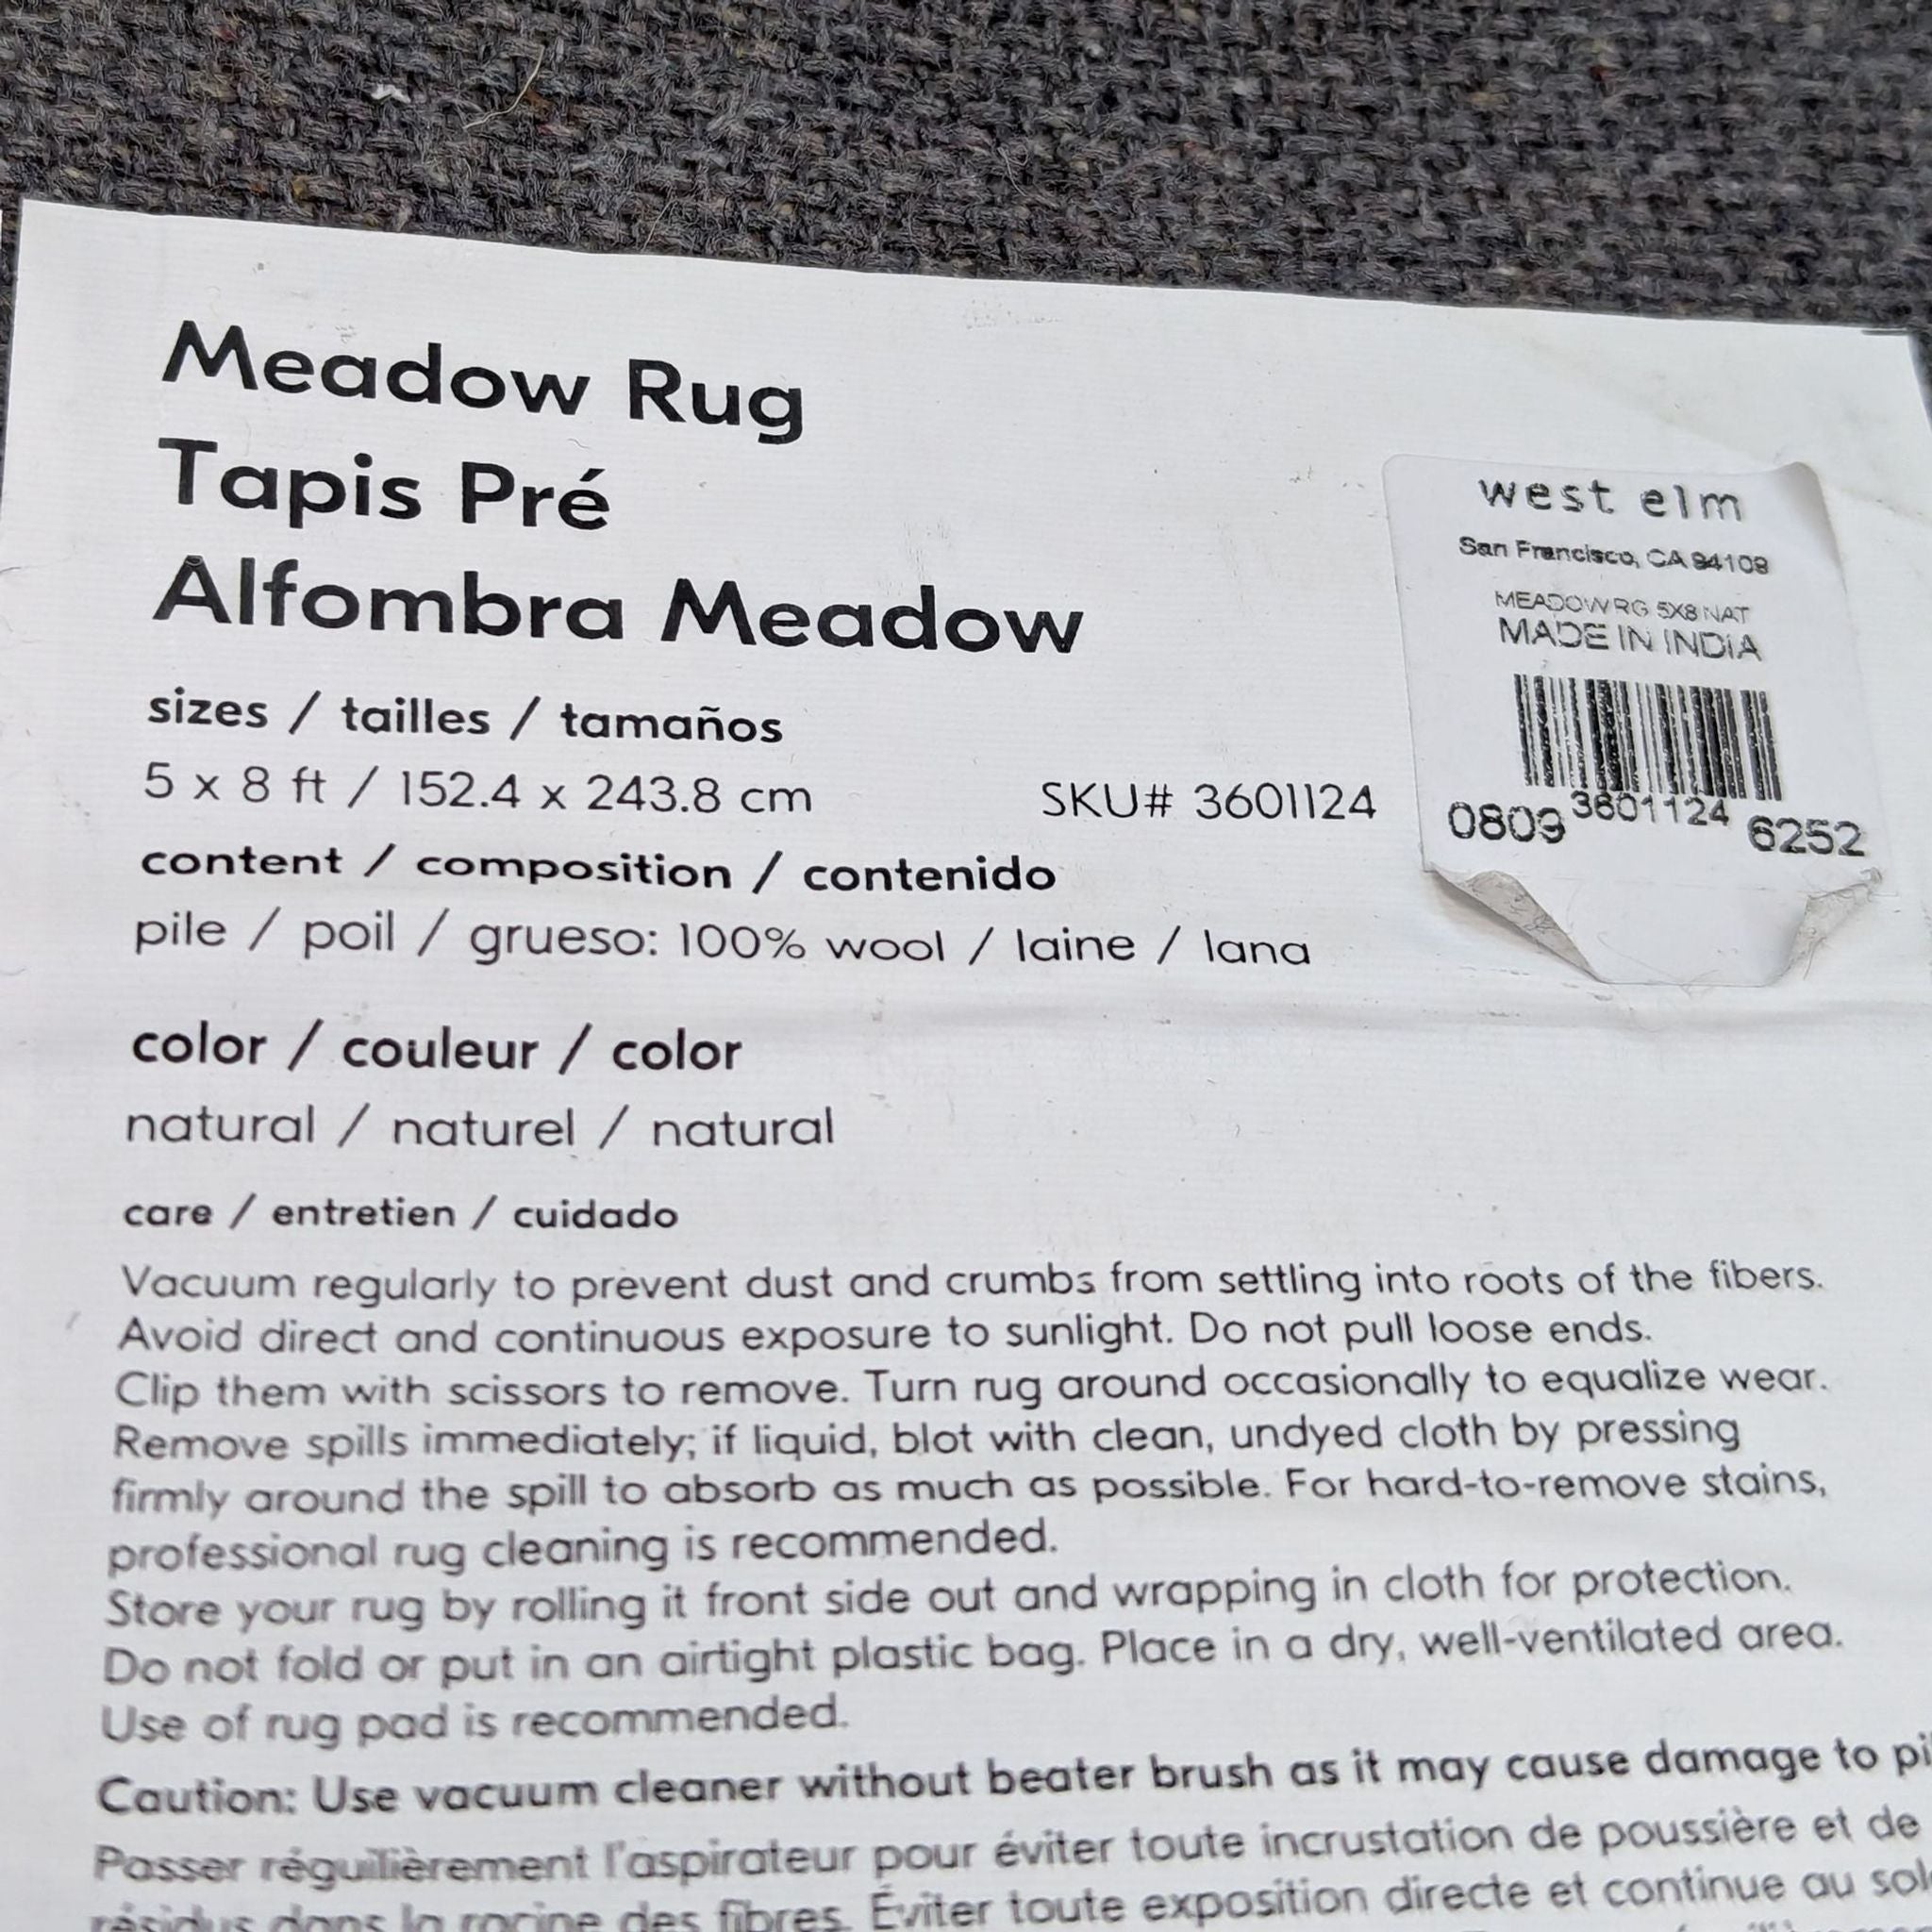 Meadow Rug
Tapis Pré
Alfombra Meadow
sizes / tailles / tamaños
5 x 8 ft / 152.4 x 243.8 cm
SKU# 3601124
content / composition / contenido
pile / poil / grueso: 100% wool / laine / lana
color / couleur / color
natural / naturel / natural
care / entretien / cuidado
Vacuum regularly to prevent dust and crumbs from settling into roots of the fibers.
Avoid direct and continuous exposure to sunlight. Do not pull loose ends.
Clip them with scissors to remove. Turn rug around occasionally to equalize wear.
Remove spills immediately; if liquid, blot with clean, undyed cloth by pressing
firmly around the spill to absorb as much as possible. For hard-to-remove stains,
professional rug cleaning is recommended.
Store your rug by rolling it front side out and wrapping in cloth for protection.
Do not fold or put in an airtight plastic bag. Place in a dry, well-ventilated area.
Use of rug pad is recommended.
Caution: Use vacuum cleaner without beater brush as it may cause damage to
Passer réguilièrement l'aspirateur pour éviter toute incrustation de poussière et de
résidus dans la racine des fibres. Éviter toute exposition directe et continue au
west elm
San Francisco, CA 94109
MEADOW RG 5X8 NAT
MADE IN INDIA
0809 3601124 6252